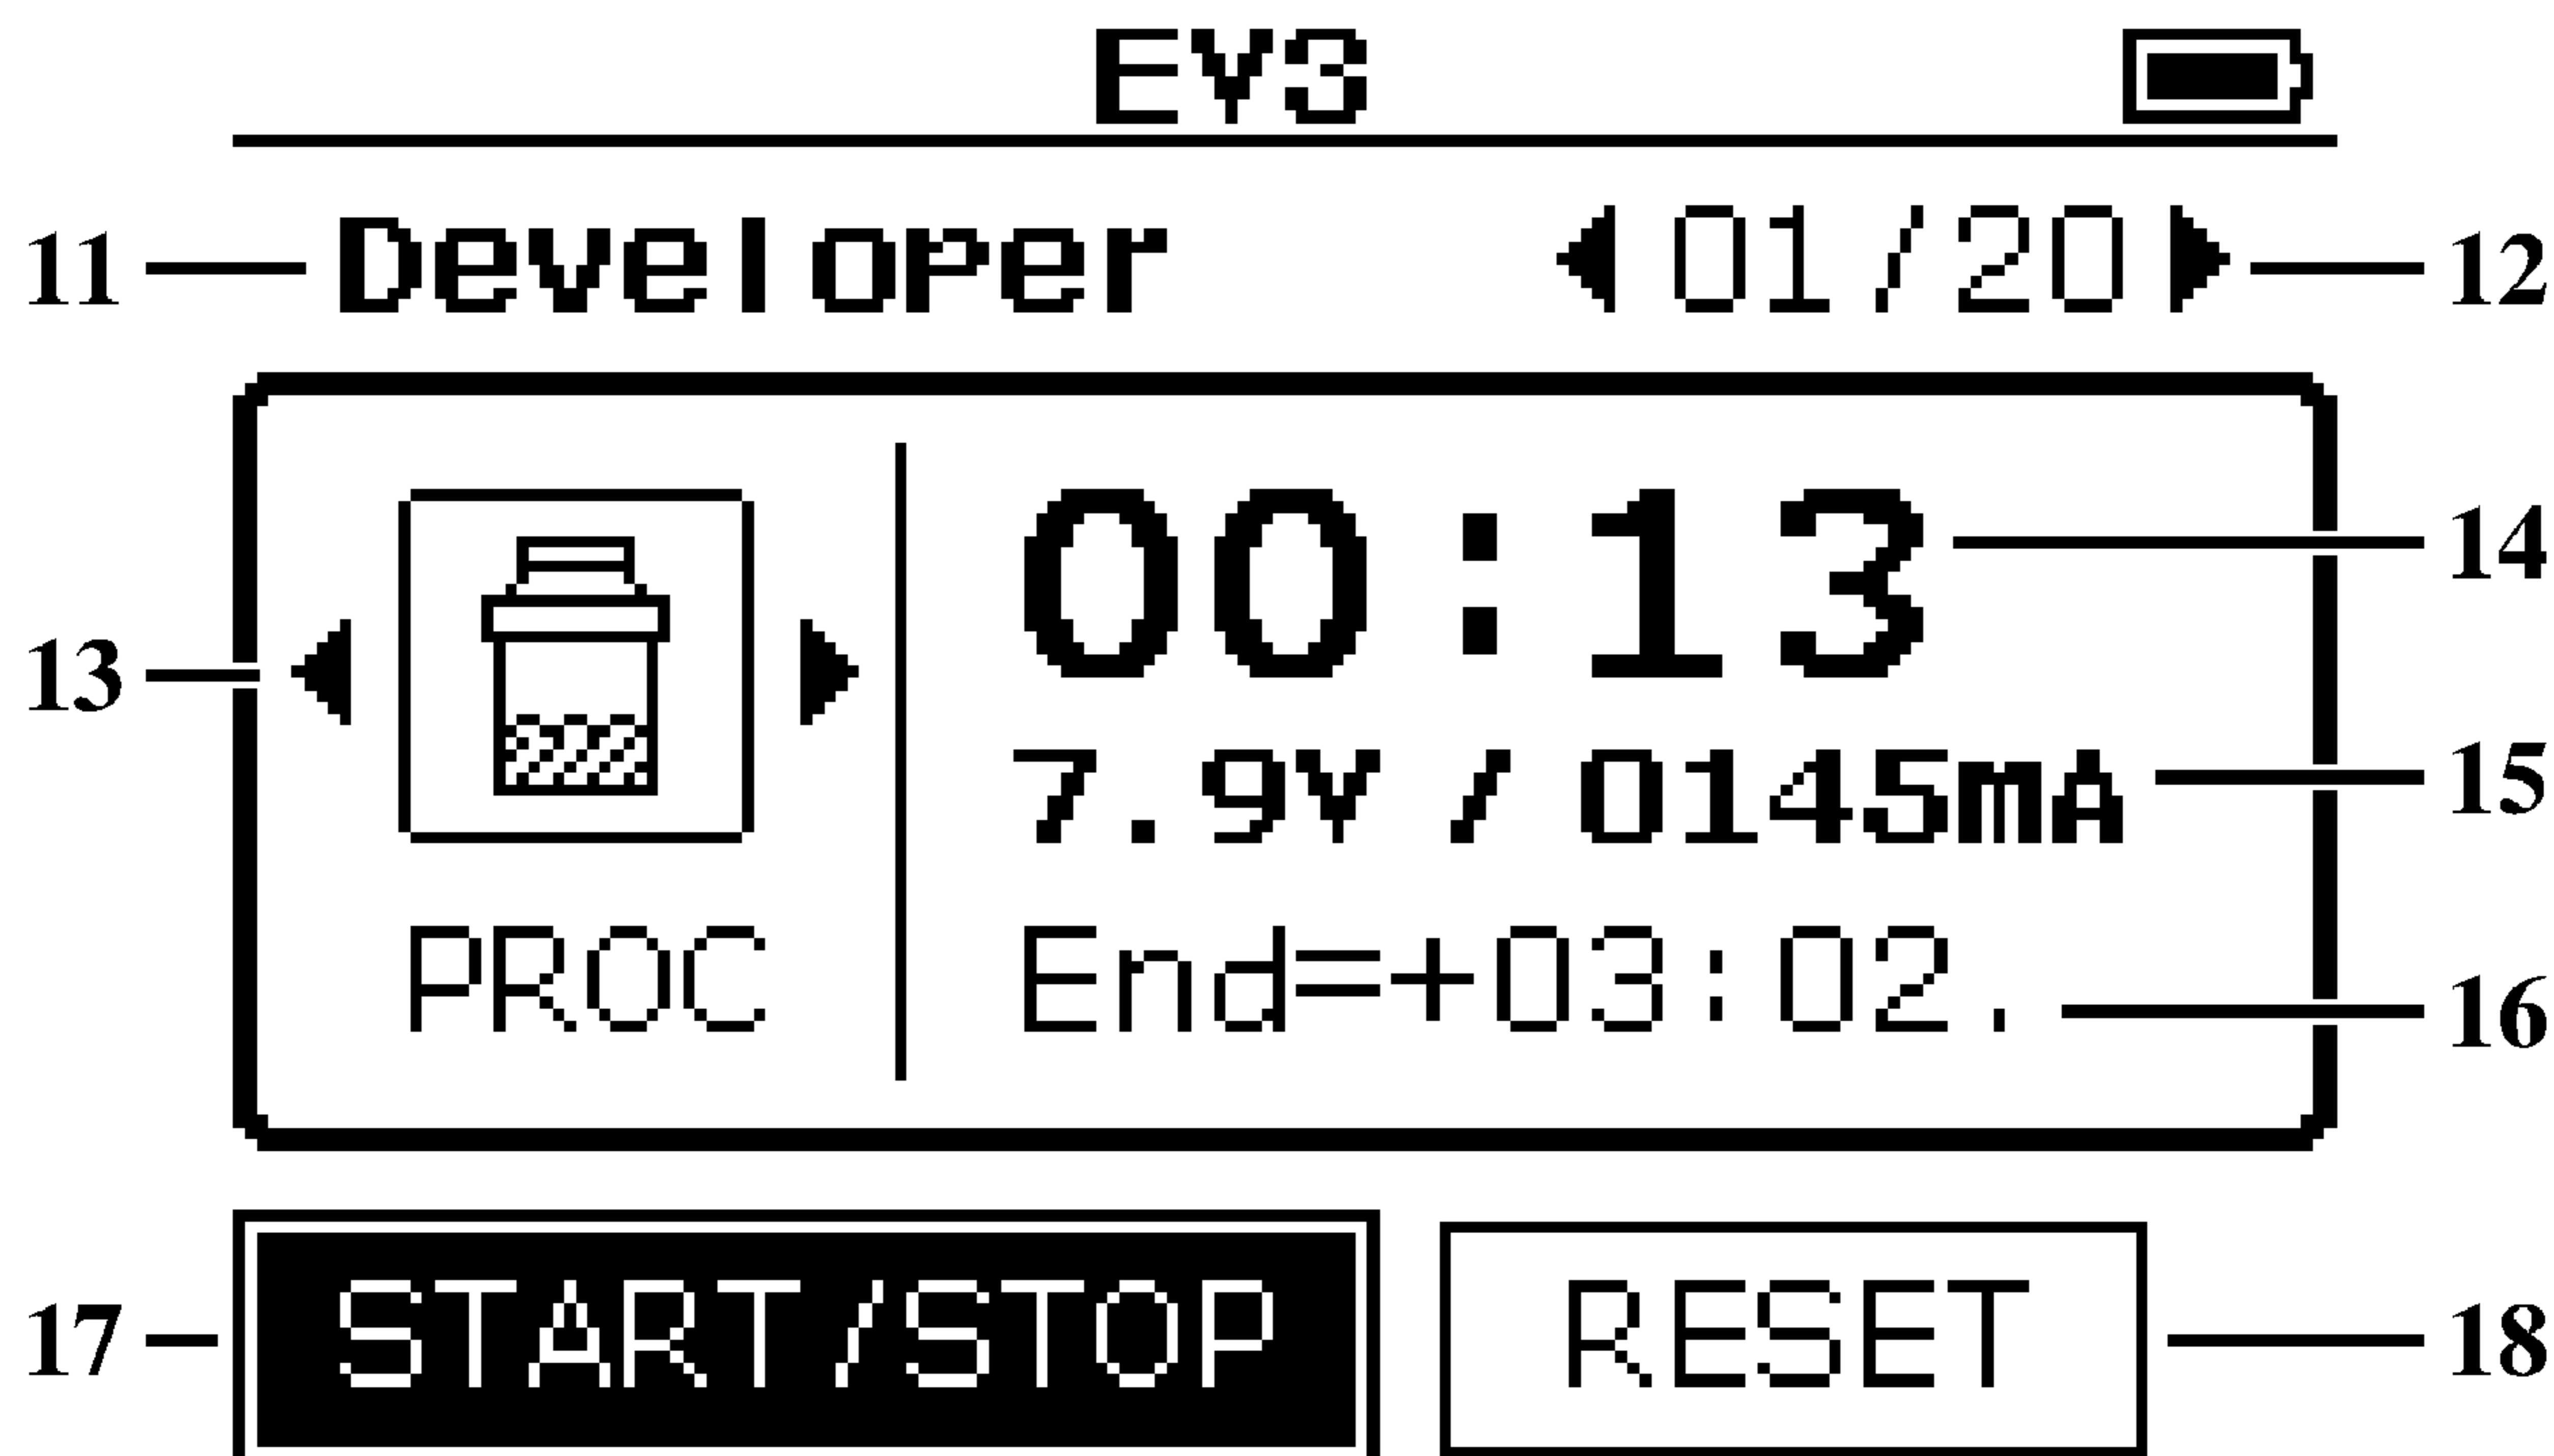 EV3
11 Developer 01/20 12
00:13 14
13
7.9V/0145mA 15
PROC End=+03:02. 16
17 START/STOP RESET 18